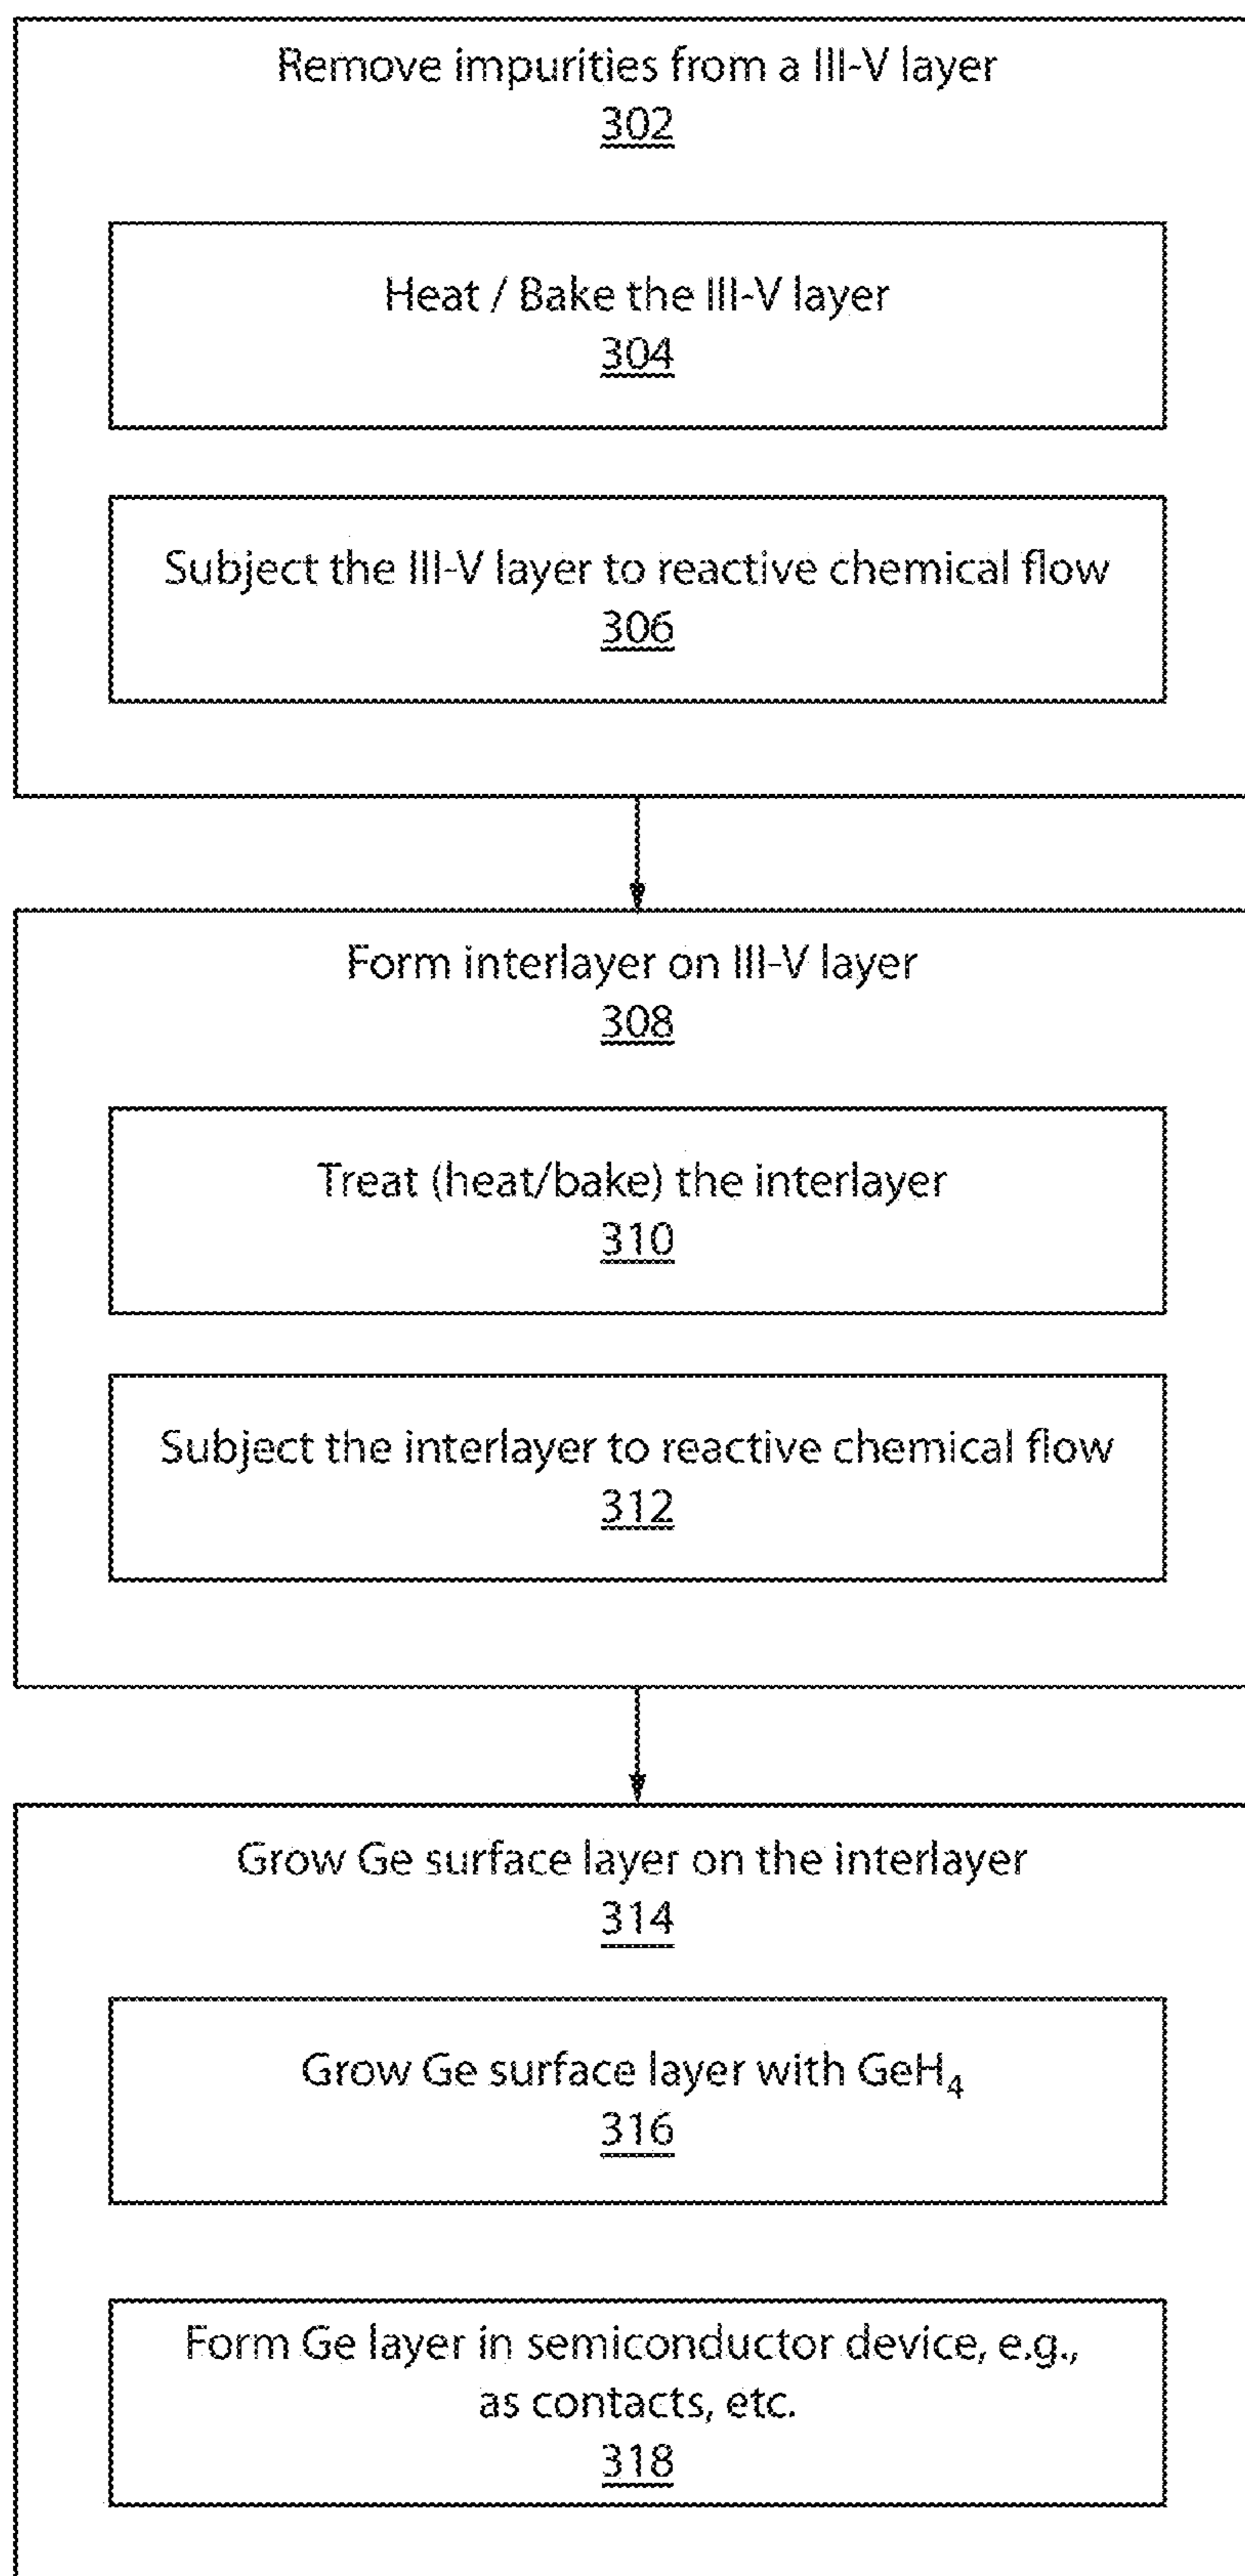 Remove impurities from a III-V layer
302
Heat / Bake the III-V layer
304
Subject the III-V layer to reactive chemical flow
306
Form interlayer on III-V layer
308
Treat (heat/bake) the interlayer
310
Subject the interlayer to reactive chemical flow
312
Grow Ge surface layer on the interlayer
314
Grow Ge surface layer with GeH₄
316
Form Ge layer in semiconductor device, e.g.,
as contacts, etc.
318